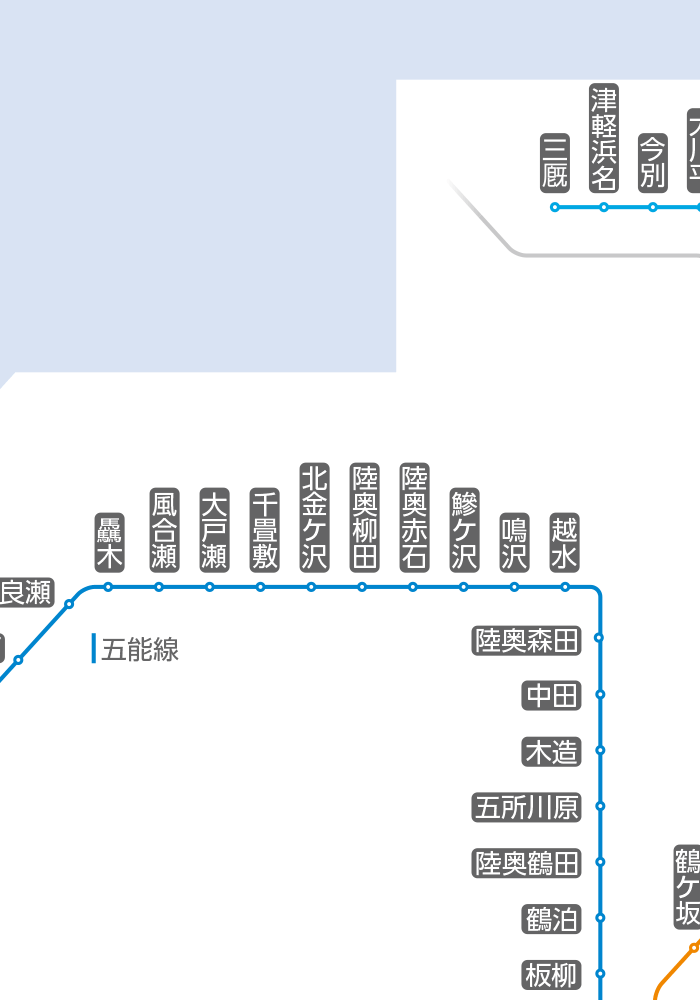 三厩
津軽浜名
今別
大川平
驫木
風合瀬
大戸瀬
千畳敷
北金ケ沢
陸奥柳田
陸奥赤石
鰺ケ沢
鳴沢
越水
良瀬
五能線
陸奥森田
中田
木造
五所川原
陸奥鶴田
鶴泊
板柳
鶴ケ坂